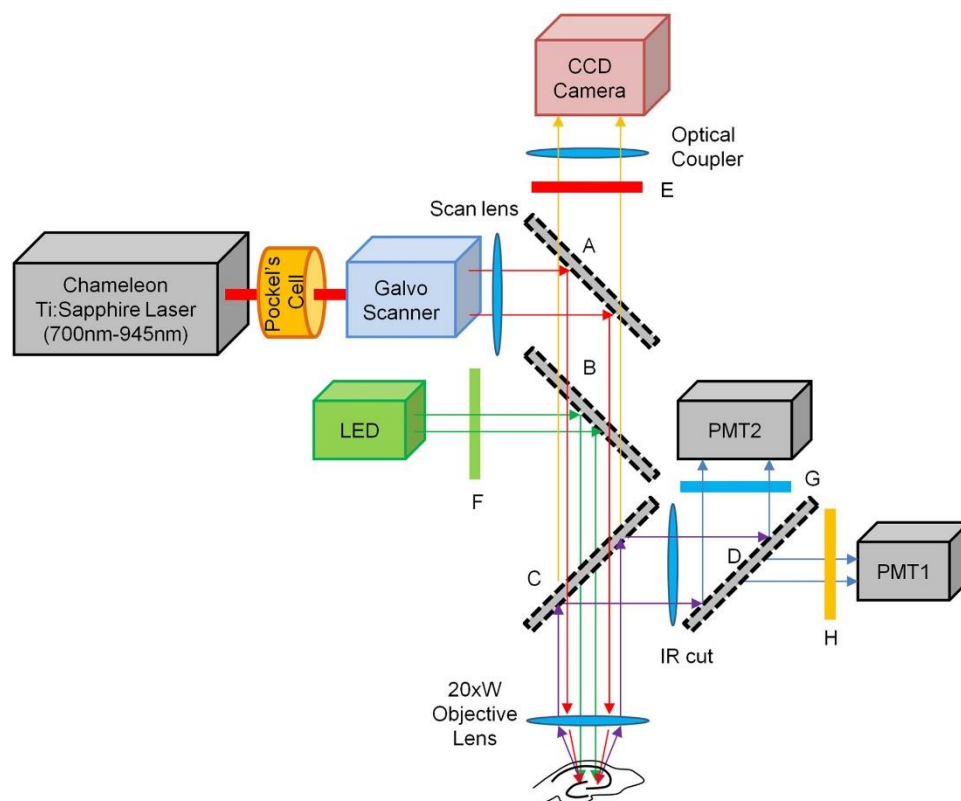 CCD
Camera
Optical
Coupler
E
Scan lens
A
Chameleon
Ti:Sapphire Laser
(700nm-945nm)
Pockel's
Cell
Galvo
Scanner
B
LED
F
PMT2
G
C
D
PMT1
H
IR cut
20xW
Objective
Lens